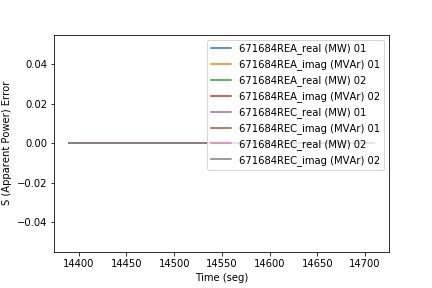 671684REA_real (MW) 01
671684REA_imag (MVAr) 01
671684REA_real (MW) 02
671684REA_imag (MVAr) 02
671684REC_real (MW) 01
671684REC_imag (MVAr) 01
671684REC_real (MW) 02
671684REC_imag (MVAr) 02
S (Apparent Power) Error
0.04
0.02
0.00
−0.02
−0.04
14400 14450 14500 14550 14600 14650 14700
Time (seg)